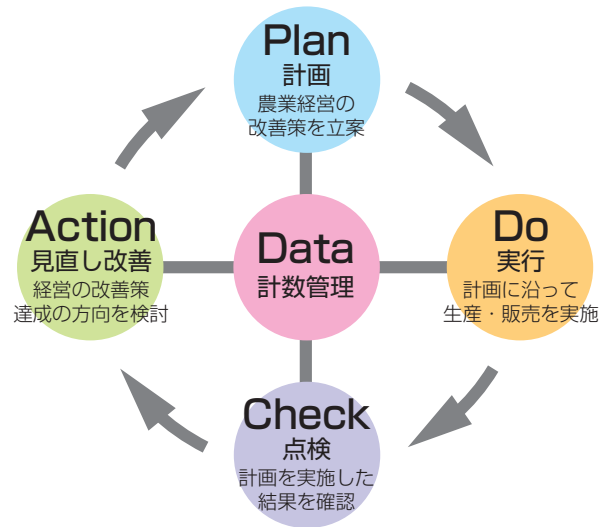 Plan
計画
農業経営の
改善策を立案
Do
実行
計画に沿って
生産・販売を実施
Check
点検
計画を実施した
結果を確認
Action
見直し改善
経営の改善策
達成の方向を検討
Data
計数管理